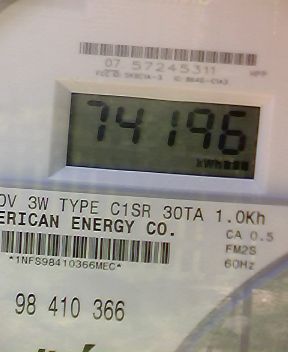 07 57245311
74196
kWh
0V 3W TYPE C1SR 30TA 1.0Kh
ERICAN ENERGY CO.
CA 0.5
FM2S
*1NFS98410366MEC*
60Hz
98 410 366